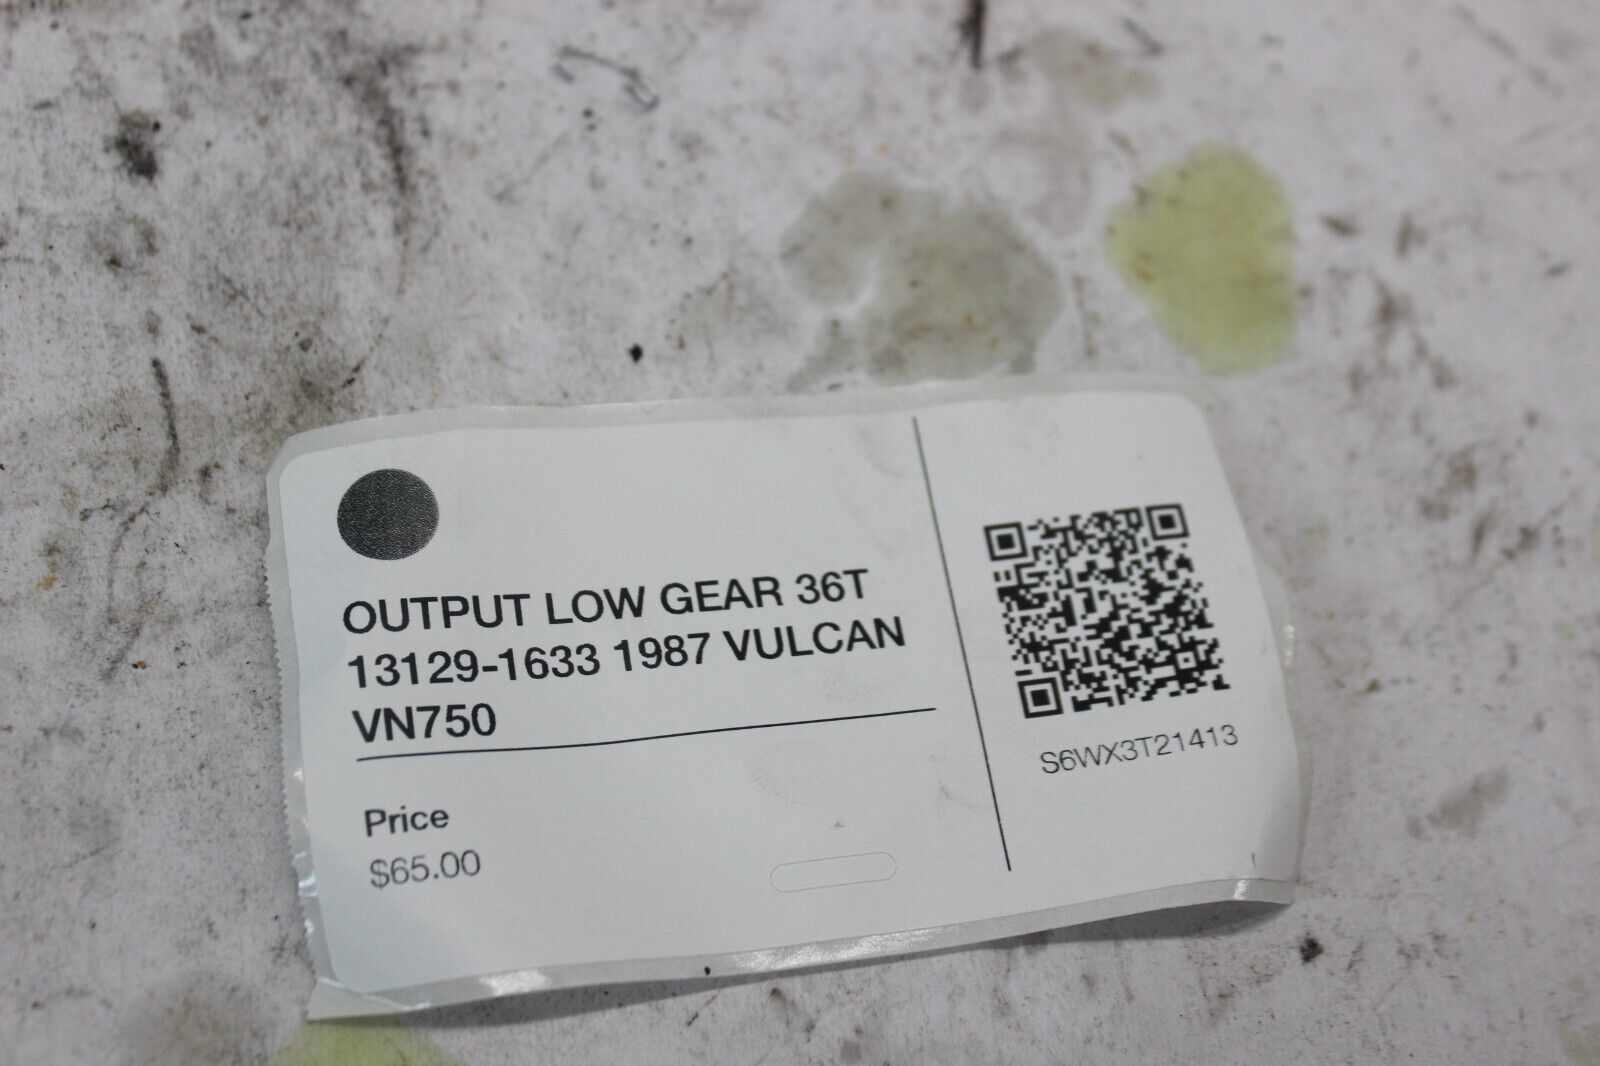 OUTPUT LOW GEAR 36T
13129-1633 1987 VULCAN
VN750
Price
$65.00
S6WX3T21413